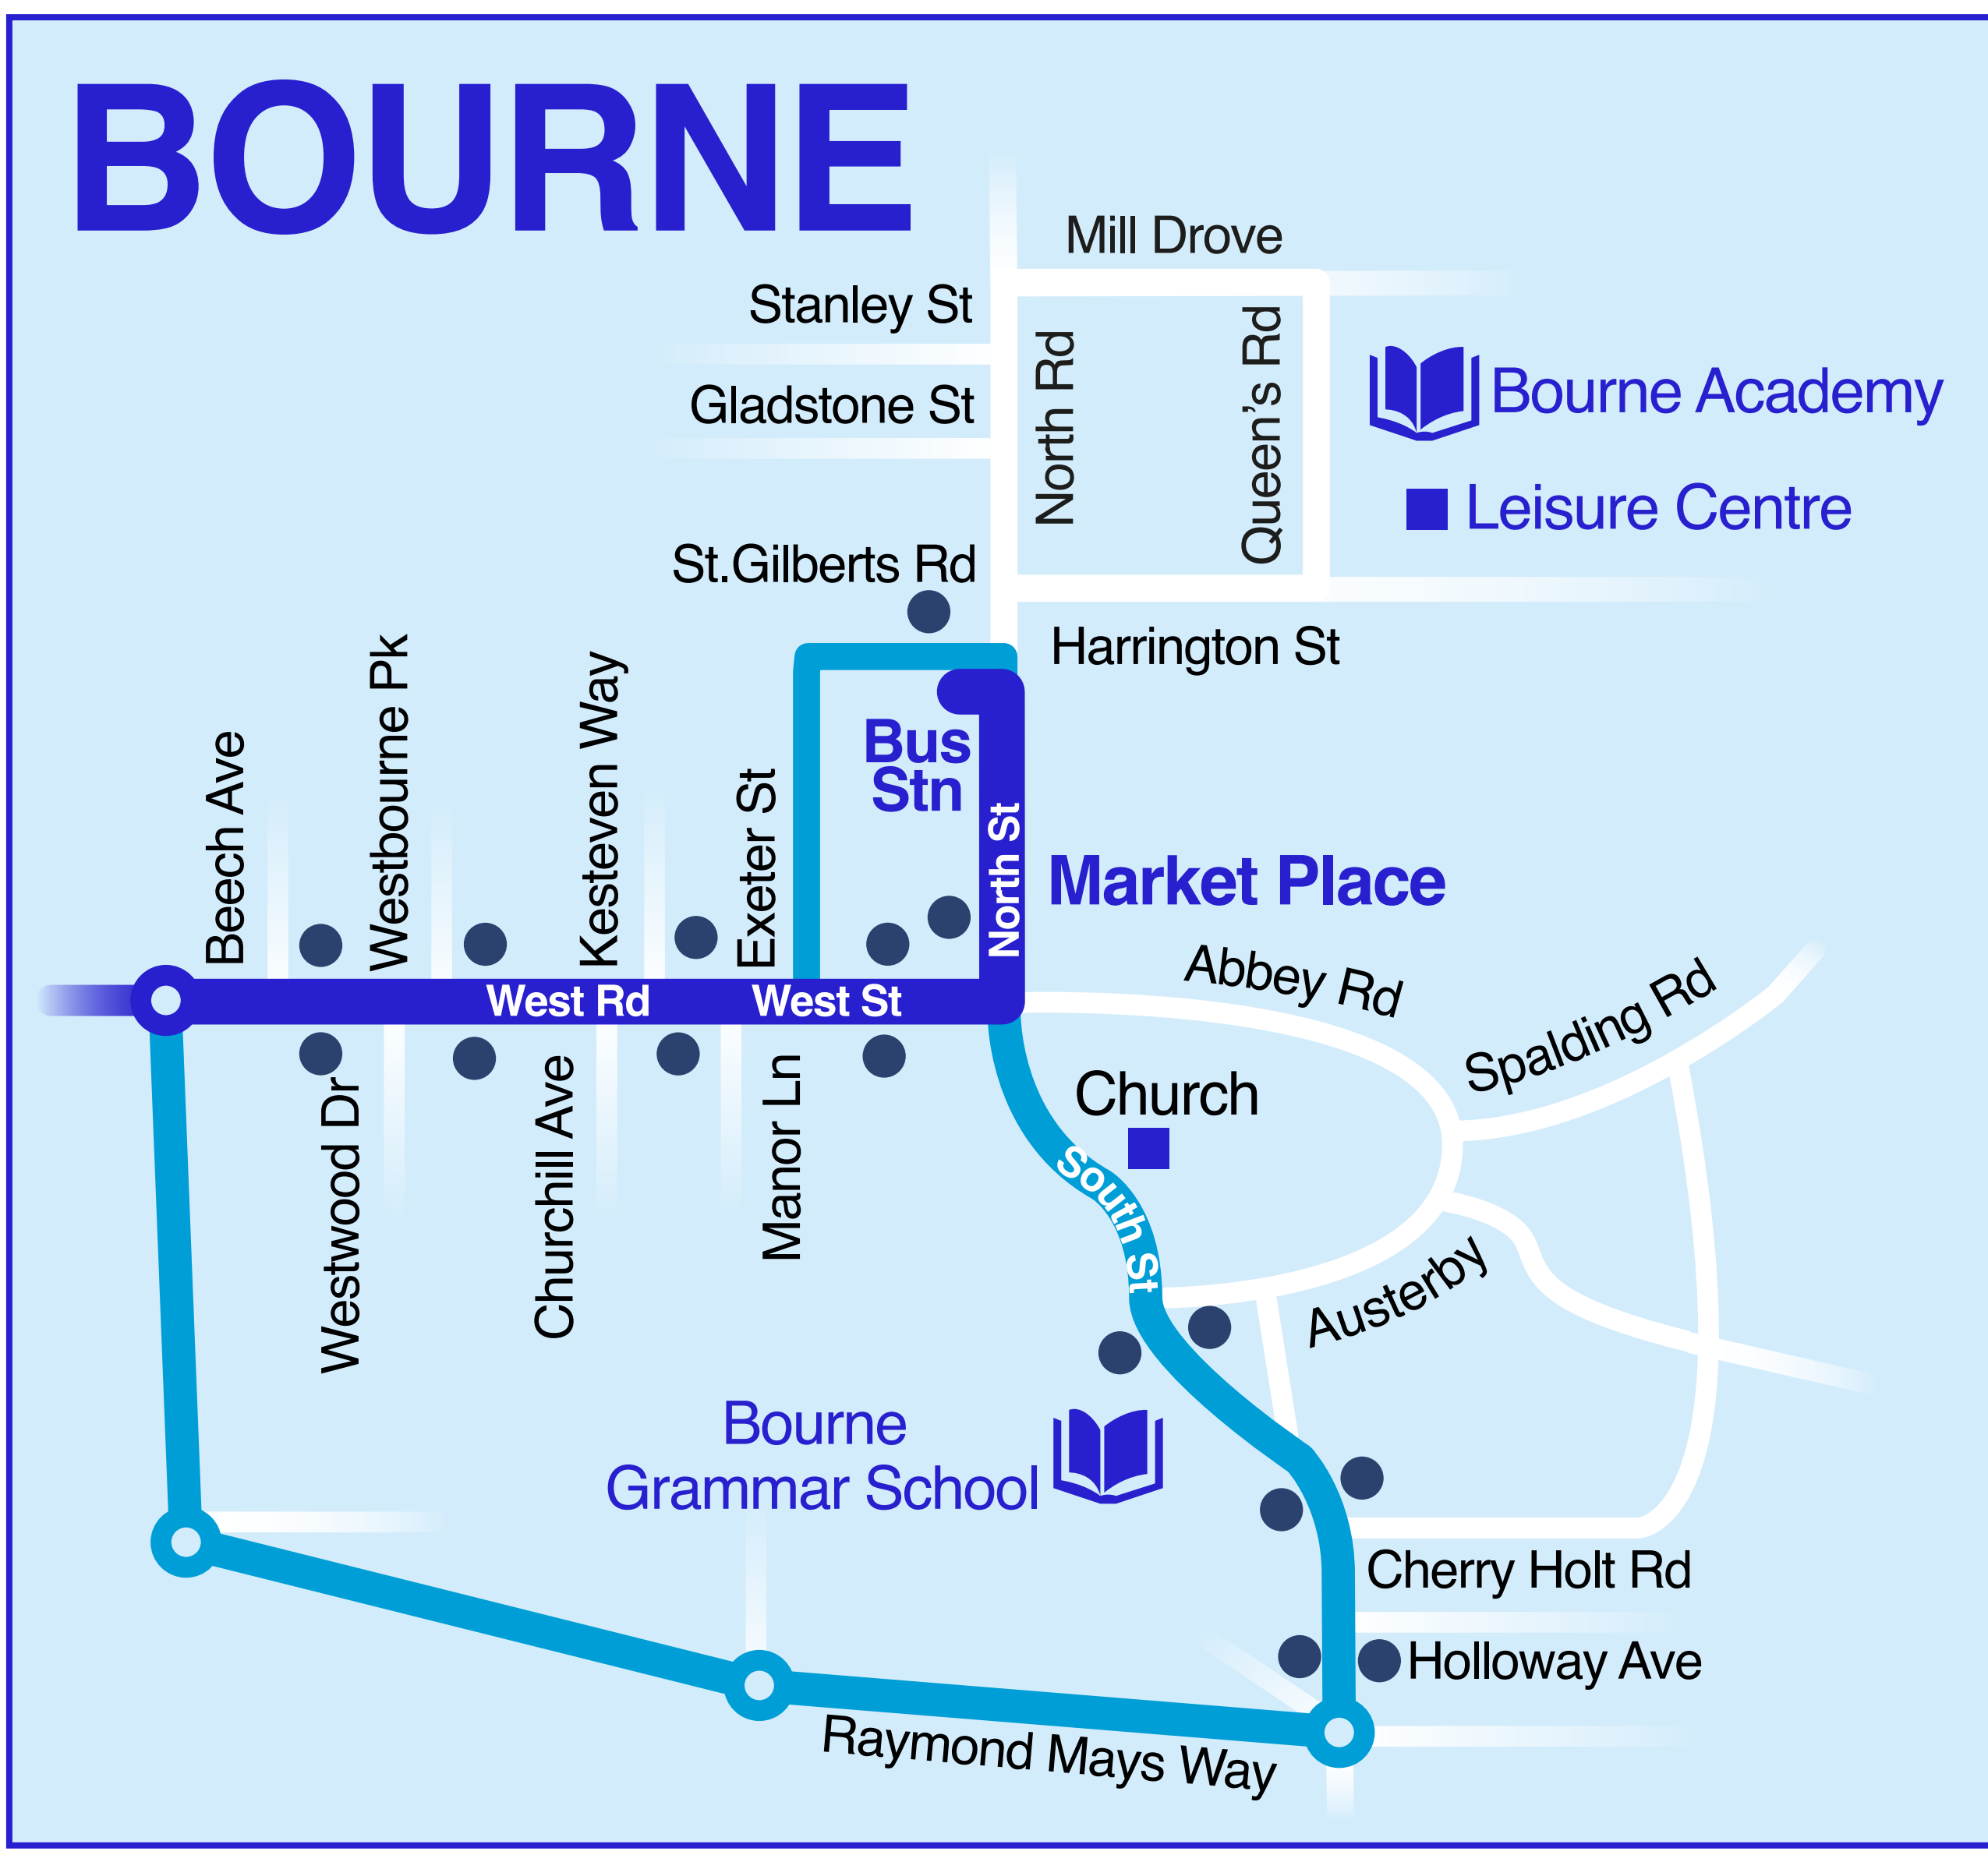 BOURNE
Mill Drove
Stanley St
North Rd
Queen's Rd
Bourne Academy
Gladstone St
Leisure Centre
St.Gilberts Rd
Harrington St
Beech Ave
Westbourne Pk
Kesteven Way
Exeter St
Bus
Stn
North St
Market Place
Abbey Rd
Spalding Rd
West Rd
West St
Church
Westwood Dr
Churchill Ave
Manor Ln
South St
Austerby
Bourne
Grammar School
Cherry Holt Rd
Holloway Ave
Raymond Mays Way